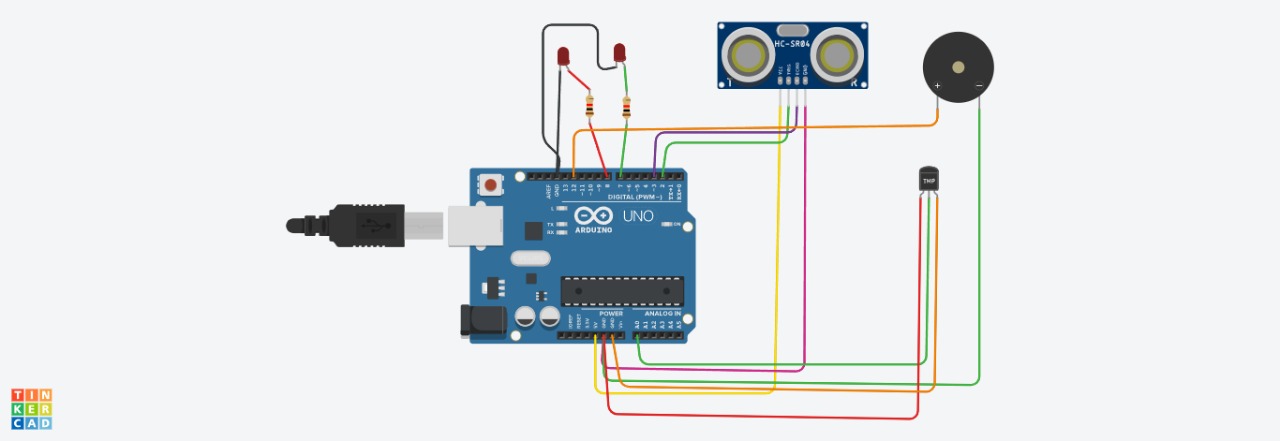 HC-SR04
VCC
TRIG
ECHO
GND
T
R
+
−
TMP
AREF
GND
13
12
~11
~10
~9
8
7
~6
~5
4
~3
2
TX→1
RX←0
DIGITAL (PWM ~)
L
TX
RX
ARDUINO
UNO
ON
POWER
ANALOG IN
IOREF
RESET
3.3V
5V
GND
GND
Vin
A0
A1
A2
A3
A4
A5
TIN
KER
CAD